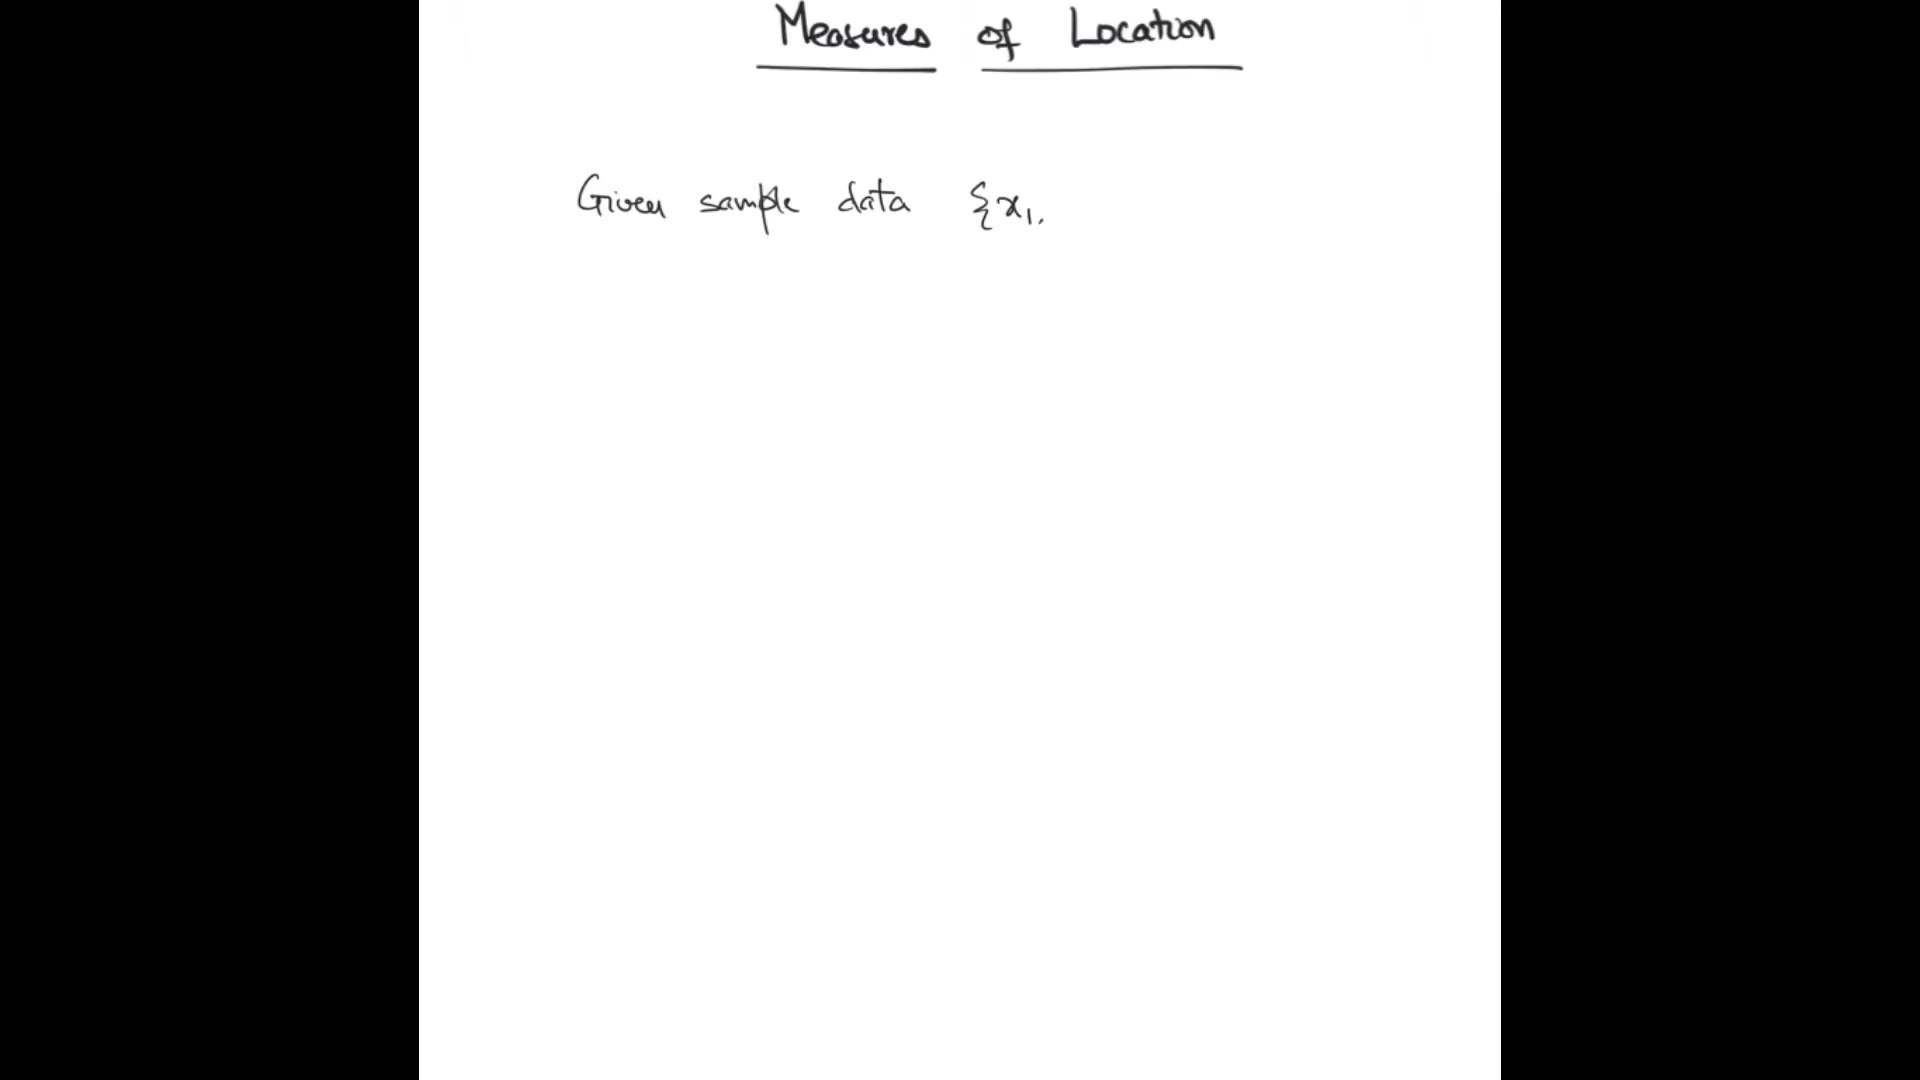 Measures of Location
Given sample data {x₁,